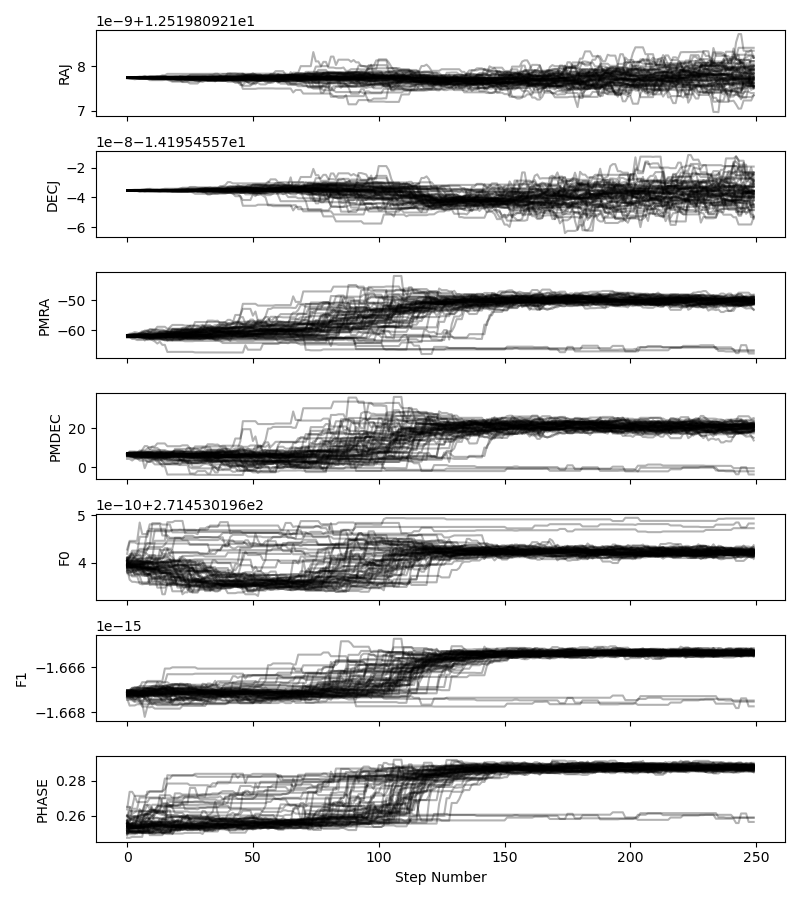 1e−9+1.251980921e1
8
7
RAJ
1e−8−1.41954557e1
−2
−4
−6
DECJ
−50
−60
PMRA
20
0
PMDEC
1e−10+2.714530196e2
5
4
F0
1e−15
−1.666
−1.668
F1
0.28
0.26
PHASE
0 50 100 150 200 250
Step Number